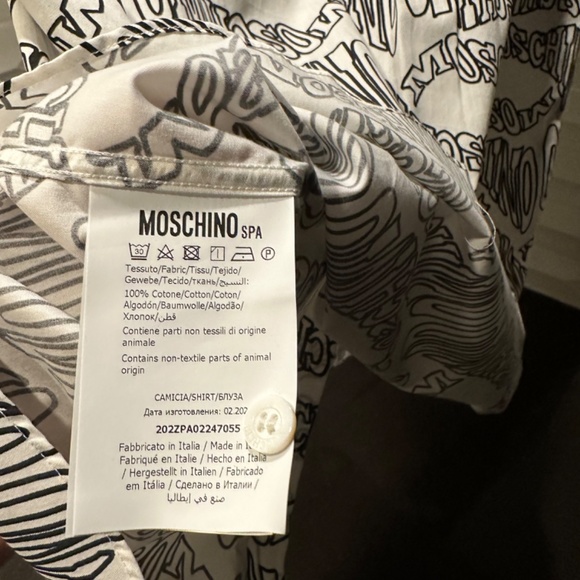 MOSCHINO SPA
30
P
Tessuto/Fabric/Tissu/Tejido/
Gewebe/Tecido/ткань/النسيج:
100% Cotone/Cotton/Coton/
Algodón/Baumwolle/Algodão/
Хлопок/قطن
Contiene parti non tessili di origine
animale
Contains non-textile parts of animal
origin
CAMICIA/SHIRT/БЛУЗА
Дата изготовления: 02.202
202ZPA02247055
Fabbricato in Italia / Made in
Fabriqué en Italie / Hecho en Italia
/ Hergestellt in Italien / Fabricado
em Itália / Сделано в Италии /
صنع في إيطاليا
MOSCHINO